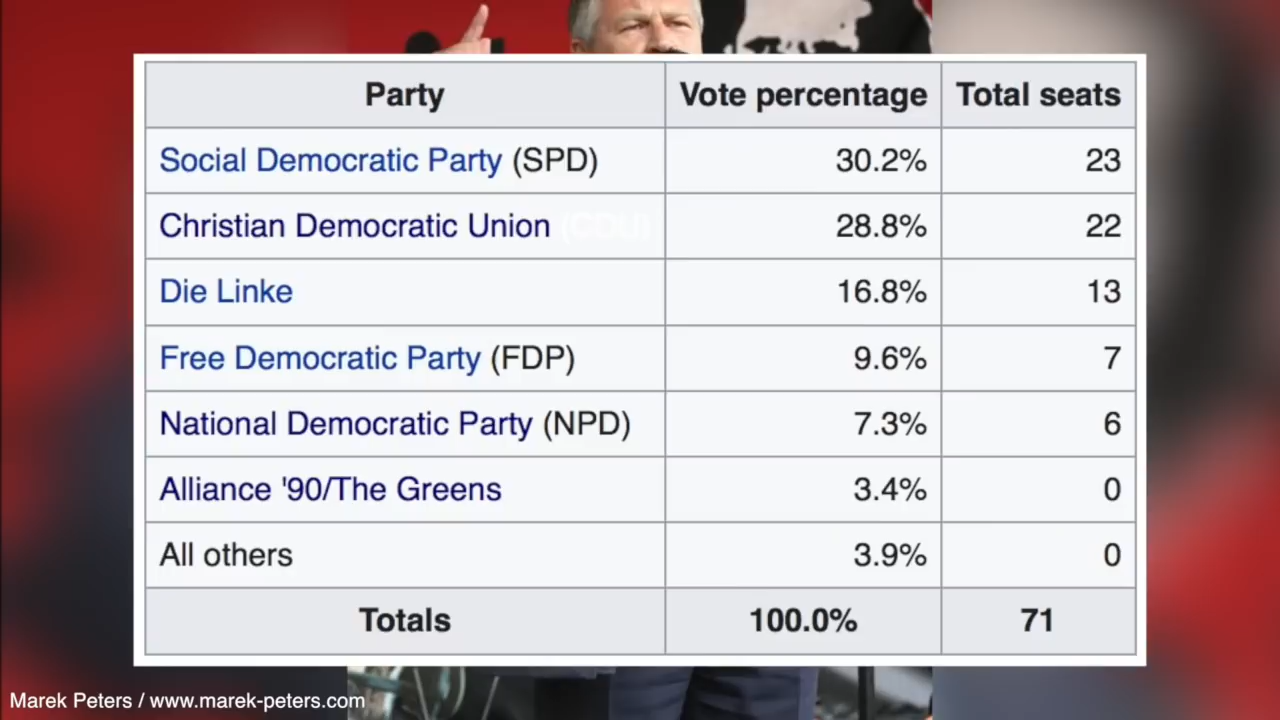 Party Vote percentage Total seats
Social Democratic Party (SPD) 30.2% 23
Christian Democratic Union (CDU) 28.8% 22
Die Linke 16.8% 13
Free Democratic Party (FDP) 9.6% 7
National Democratic Party (NPD) 7.3% 6
Alliance '90/The Greens 3.4% 0
All others 3.9% 0
Totals 100.0% 71
Marek Peters / www.marek-peters.com